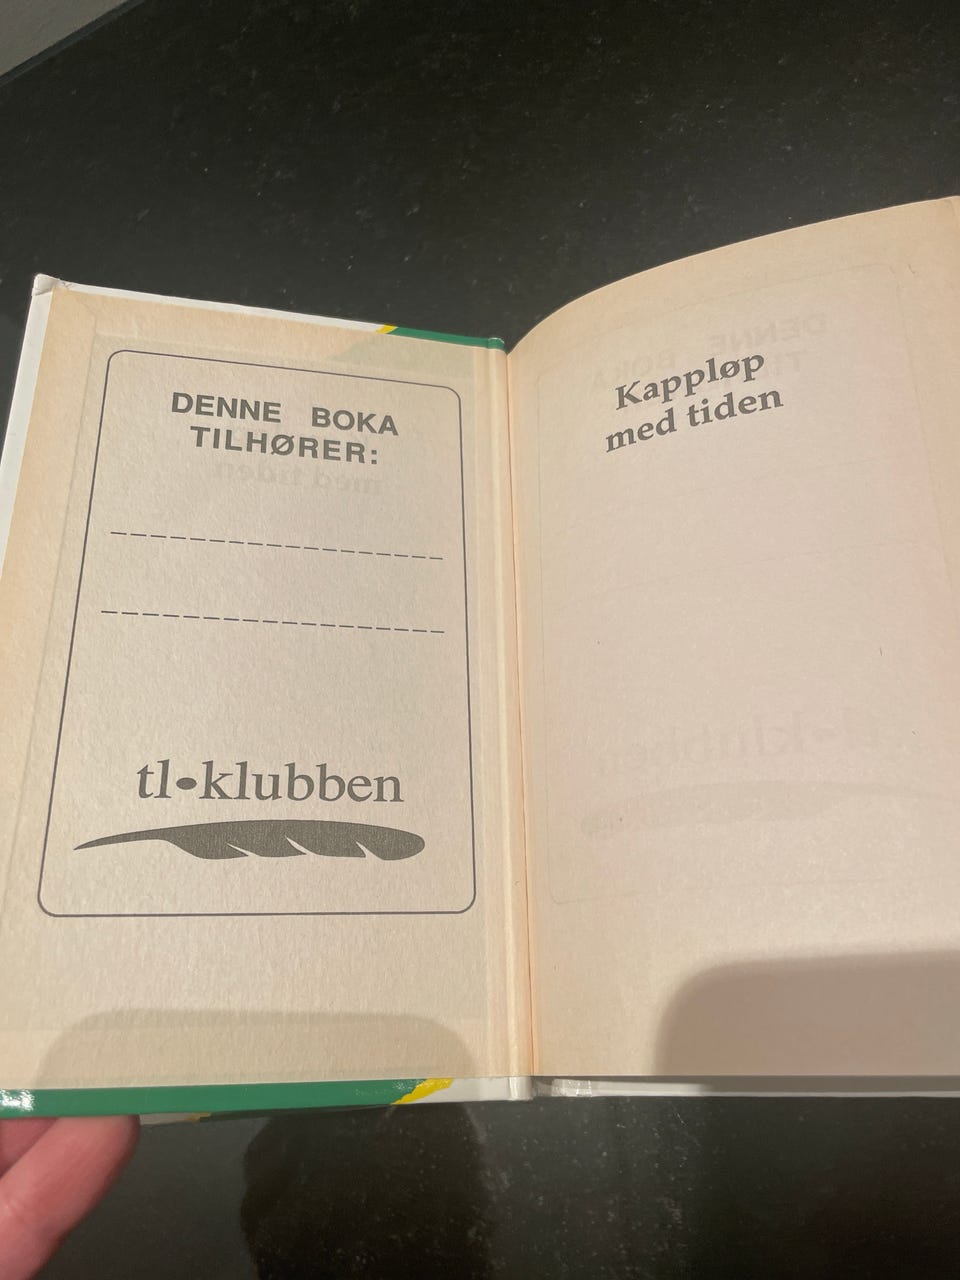 DENNE BOKA
TILHØRER:
tl•klubben
Kappløp
med tiden